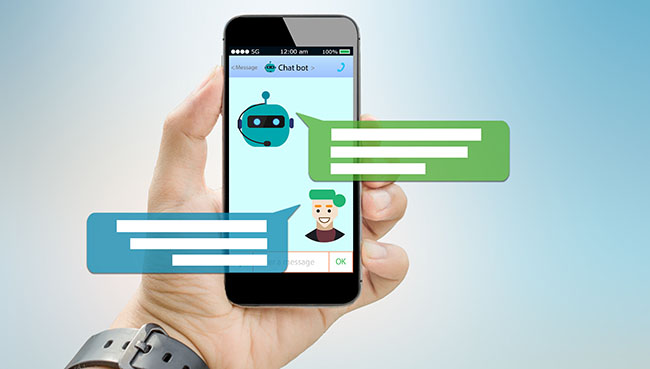 5G 12:00 am 100%
< Message Chat bot >
a message OK